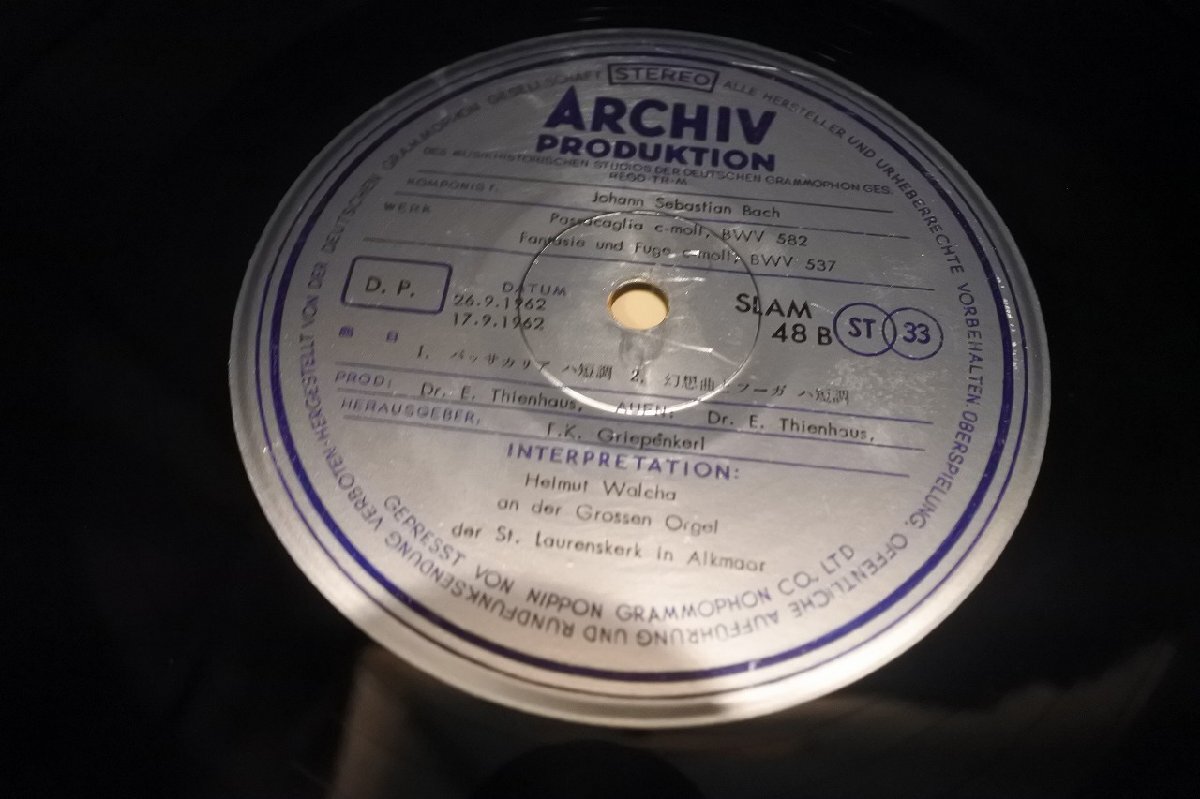 STEREO
ARCHIV
PRODUKTION
DES MUSIKHISTORISCHEN STUDIOS DER DEUTSCHEN GRAMMOPHON GES.
REGD·TR·M
KOMPONIST. Johann Sebastian Bach
WERK Passacaglia c-moll, BWV 582
Fantasie und Fuge c-moll, BWV 537
D. P.
DATUM
26.9.1962
17.9.1962
SLAM
48 B
ST 33
曲 目 1. パッサカリア ハ短調 2. 幻想曲とフーガ ハ短調
PROD: Dr. E. Thienhaus, AUFN: Dr. E. Thienhaus,
HERAUSGEBER, F.K. Griepenkerl
INTERPRETATION:
Helmut Walcha
an der Grossen Orgel
der St. Laurenskerk in Alkmaar
GEPRESST VON NIPPON GRAMMOPHON CO. LTD
HERGESTELLT VON DER DEUTSCHEN GRAMMOPHON GESELLSCHAFT
ALLE HERSTELLER UND URHEBERRECHTE VORBEHALTEN. ÜBERSPIELUNG, ÖFFENTLICHE AUFFÜHRUNG UND RUNDFUNKSENDUNG VERBOTEN·